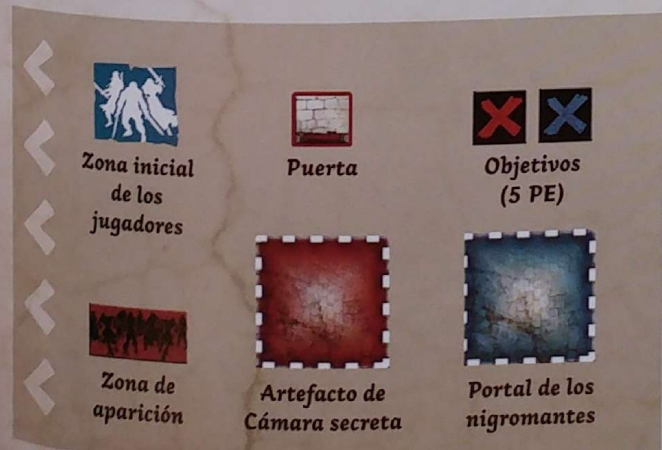 Zona inicial
de los
jugadores
Puerta
Objetivos
(5 PE)
Zona de
aparición
Artefacto de
Cámara secreta
Portal de los
nigromantes